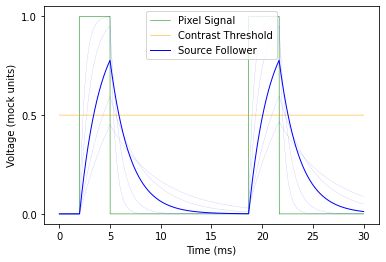 Pixel Signal
Contrast Threshold
Source Follower
Voltage (mock units)
1.0
0.5
0.0
0
5
10
15
20
25
30
Time (ms)